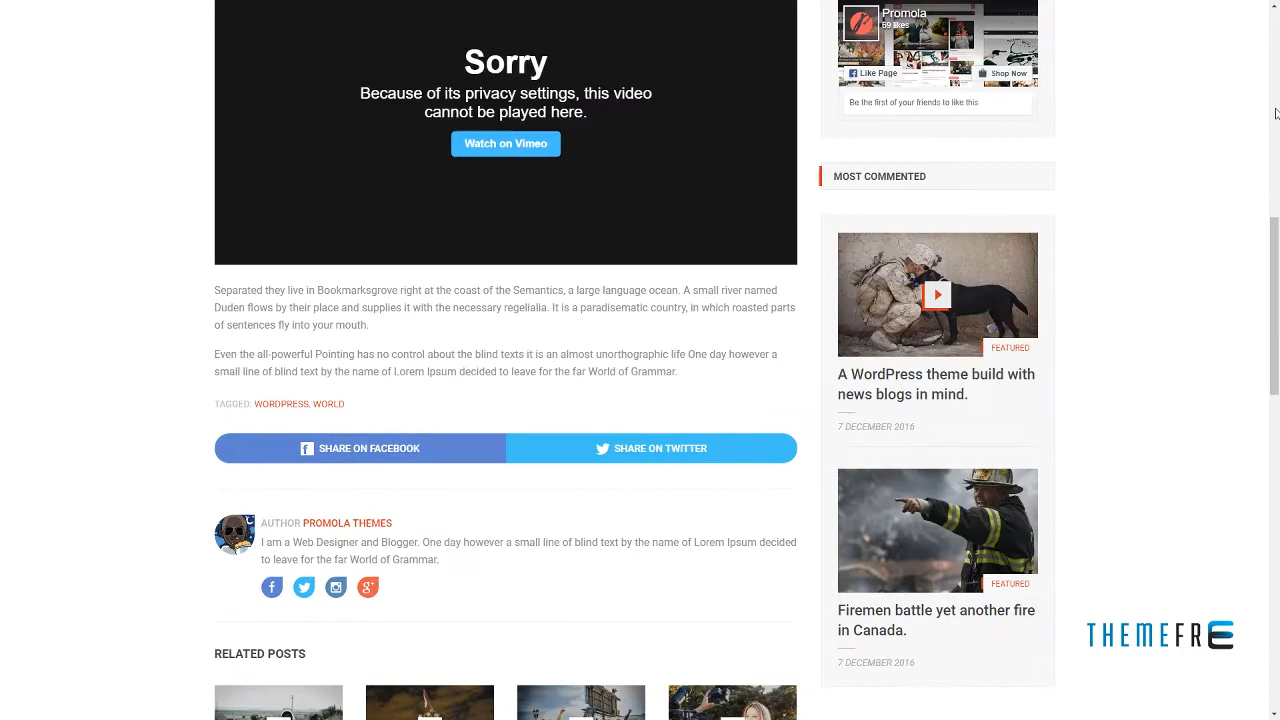 Sorry
Because of its privacy settings, this video
cannot be played here.
Watch on Vimeo
Separated they live in Bookmarksgrove right at the coast of the Semantics, a large language ocean. A small river named
Duden flows by their place and supplies it with the necessary regelialia. It is a paradisematic country, in which roasted parts
of sentences fly into your mouth.
Even the all-powerful Pointing has no control about the blind texts it is an almost unorthographic life One day however a
small line of blind text by the name of Lorem Ipsum decided to leave for the far World of Grammar.
TAGGED: WORDPRESS, WORLD
SHARE ON FACEBOOK
SHARE ON TWITTER
AUTHOR PROMOLA THEMES
I am a Web Designer and Blogger. One day however a small line of blind text by the name of Lorem Ipsum decided
to leave for the far World of Grammar.
RELATED POSTS
Promola
59 likes
Like Page
Shop Now
Be the first of your friends to like this
MOST COMMENTED
FEATURED
A WordPress theme build with
news blogs in mind.
7 DECEMBER 2016
FEATURED
Firemen battle yet another fire
in Canada.
7 DECEMBER 2016
THEMEFRE